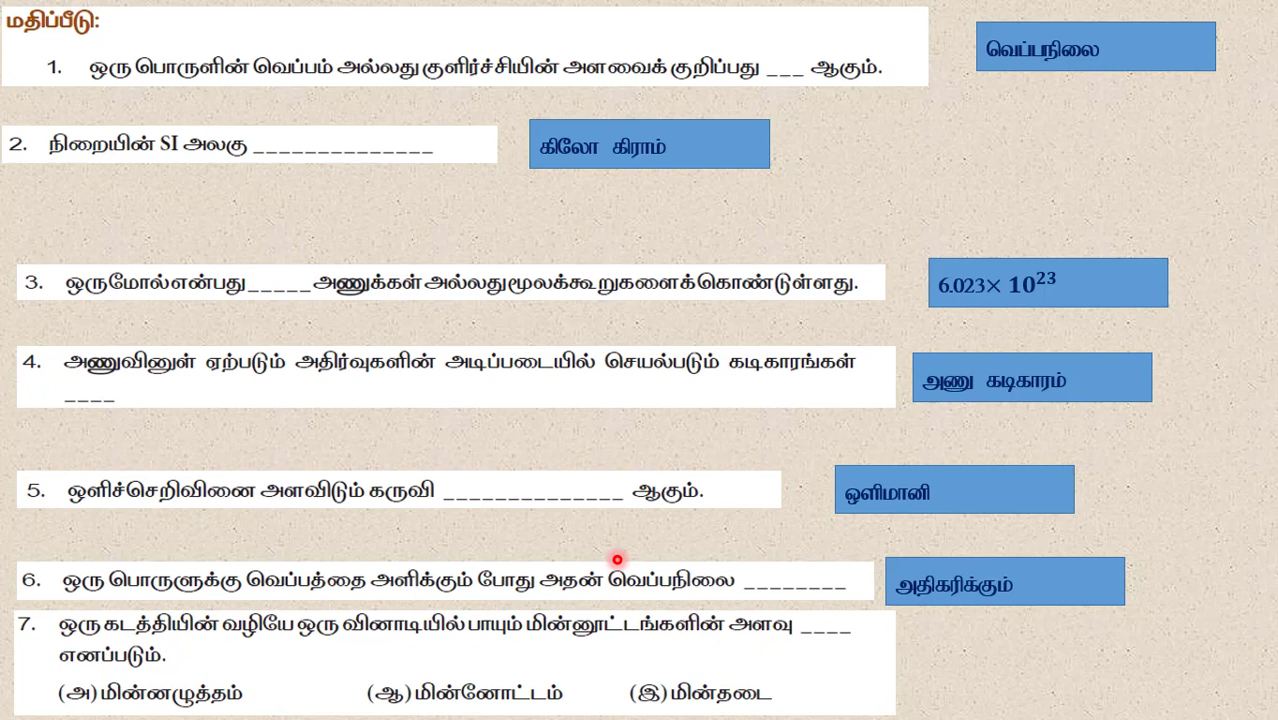 மதிப்பீடு:
1. ஒரு பொருளின் வெப்பம் அல்லது குளிர்ச்சியின் அளவைக் குறிப்பது ___ ஆகும்.
வெப்பநிலை
2. நிறையின் SI அலகு ______________
கிலோ கிராம்
3. ஒருமோல்என்பது_____அணுக்கள்அல்லதுமூலக்கூறுகளைக்கொண்டுள்ளது.
6.023× 10²³
4. அணுவினுள் ஏற்படும் அதிர்வுகளின் அடிப்படையில் செயல்படும் கடிகாரங்கள்
____
அணு கடிகாரம்
5. ஒளிச்செறிவினை அளவிடும் கருவி ______________ ஆகும்.
ஒளிமானி
6. ஒரு பொருளுக்கு வெப்பத்தை அளிக்கும் போது அதன் வெப்பநிலை ________
அதிகரிக்கும்
7. ஒரு கடத்தியின் வழியே ஒரு வினாடியில் பாயும் மின்னூட்டங்களின் அளவு ____
எனப்படும்.
(அ) மின்னழுத்தம் (ஆ) மின்னோட்டம் (இ) மின்தடை